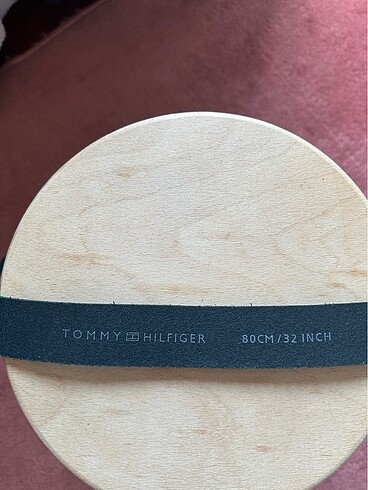 TOMMY HILFIGER 80CM/32 INCH